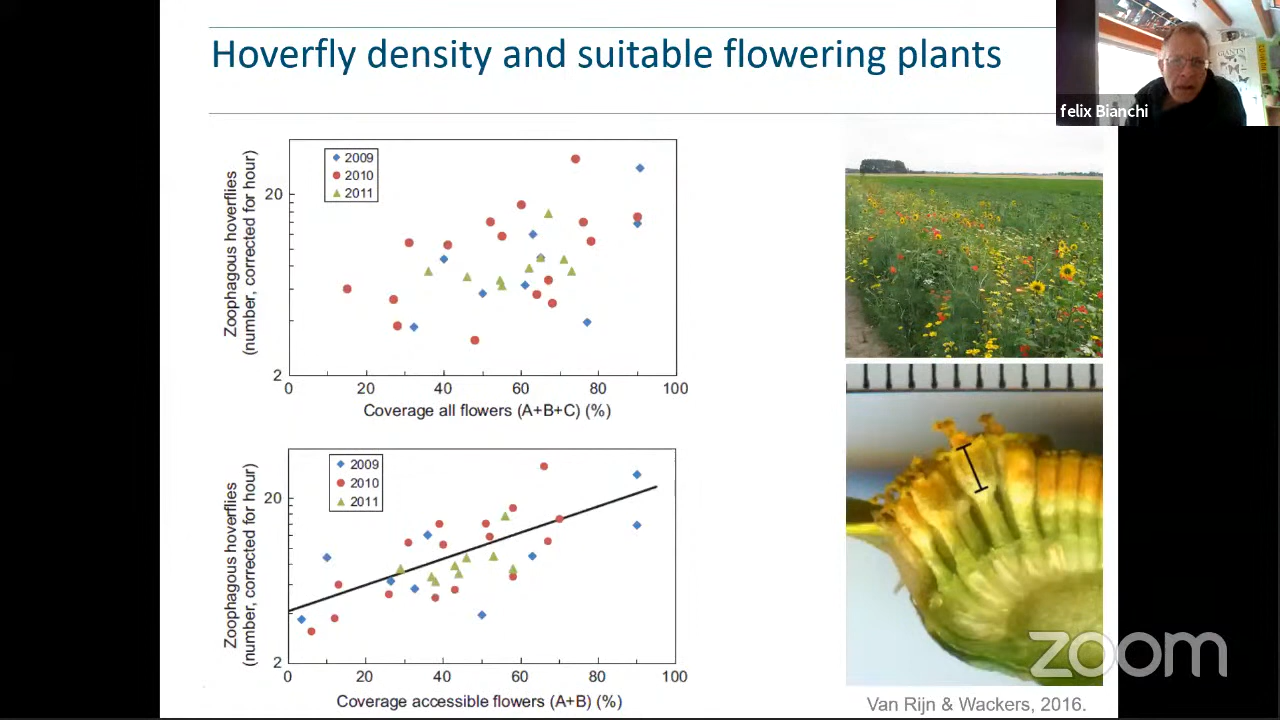 Hoverfly density and suitable flowering plants
felix Bianchi
Zoophagous hoverflies
(number, corrected for hour)
2009
2010
2011
20
2
0 20 40 60 80 100
Coverage all flowers (A+B+C) (%)
Zoophagous hoverflies
(number, corrected for hour)
2009
2010
2011
20
2
0 20 40 60 80 100
Coverage accessible flowers (A+B) (%)
zoom
Van Rijn & Wackers, 2016.